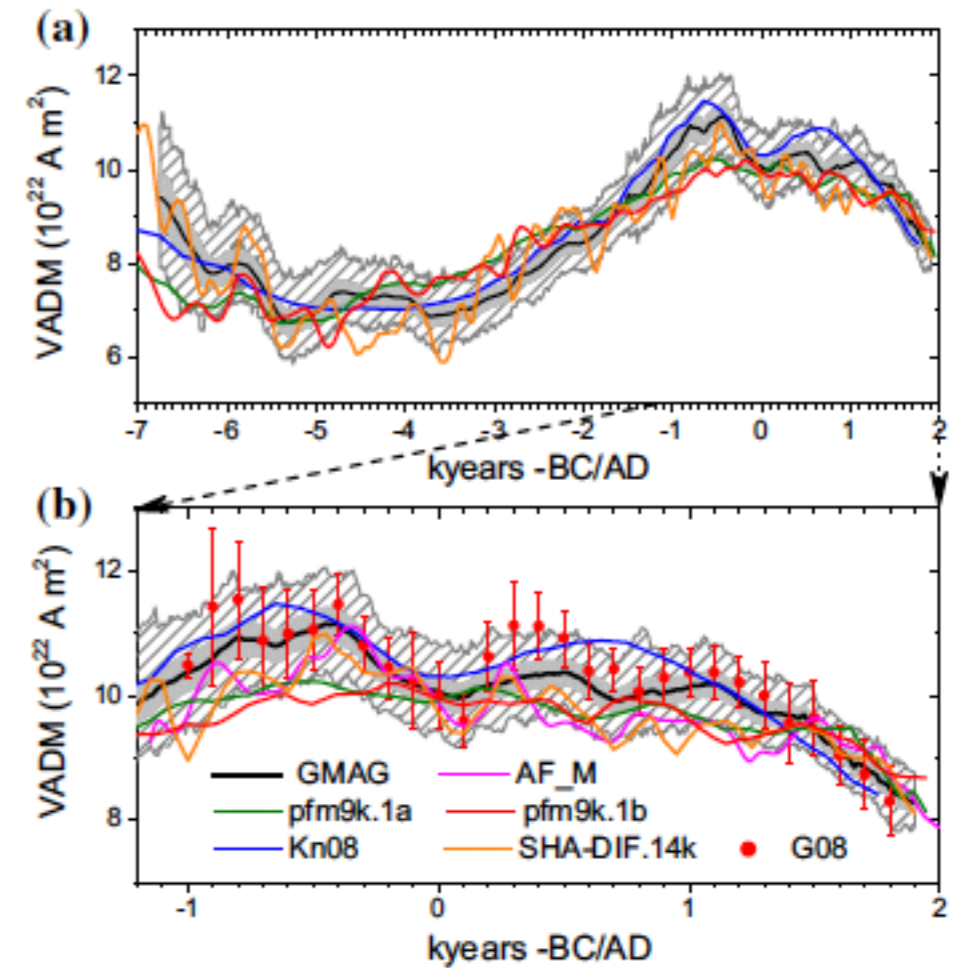 (a)
VADM (10²² A m²)
12
10
8
6
-7 -6 -5 -4 -3 -2 -1 0 1 2
kyears -BC/AD
(b)
VADM (10²² A m²)
12
10
8
GMAG AF_M
pfm9k.1a pfm9k.1b
Kn08 SHA-DIF.14k G08
-1 0 1 2
kyears -BC/AD